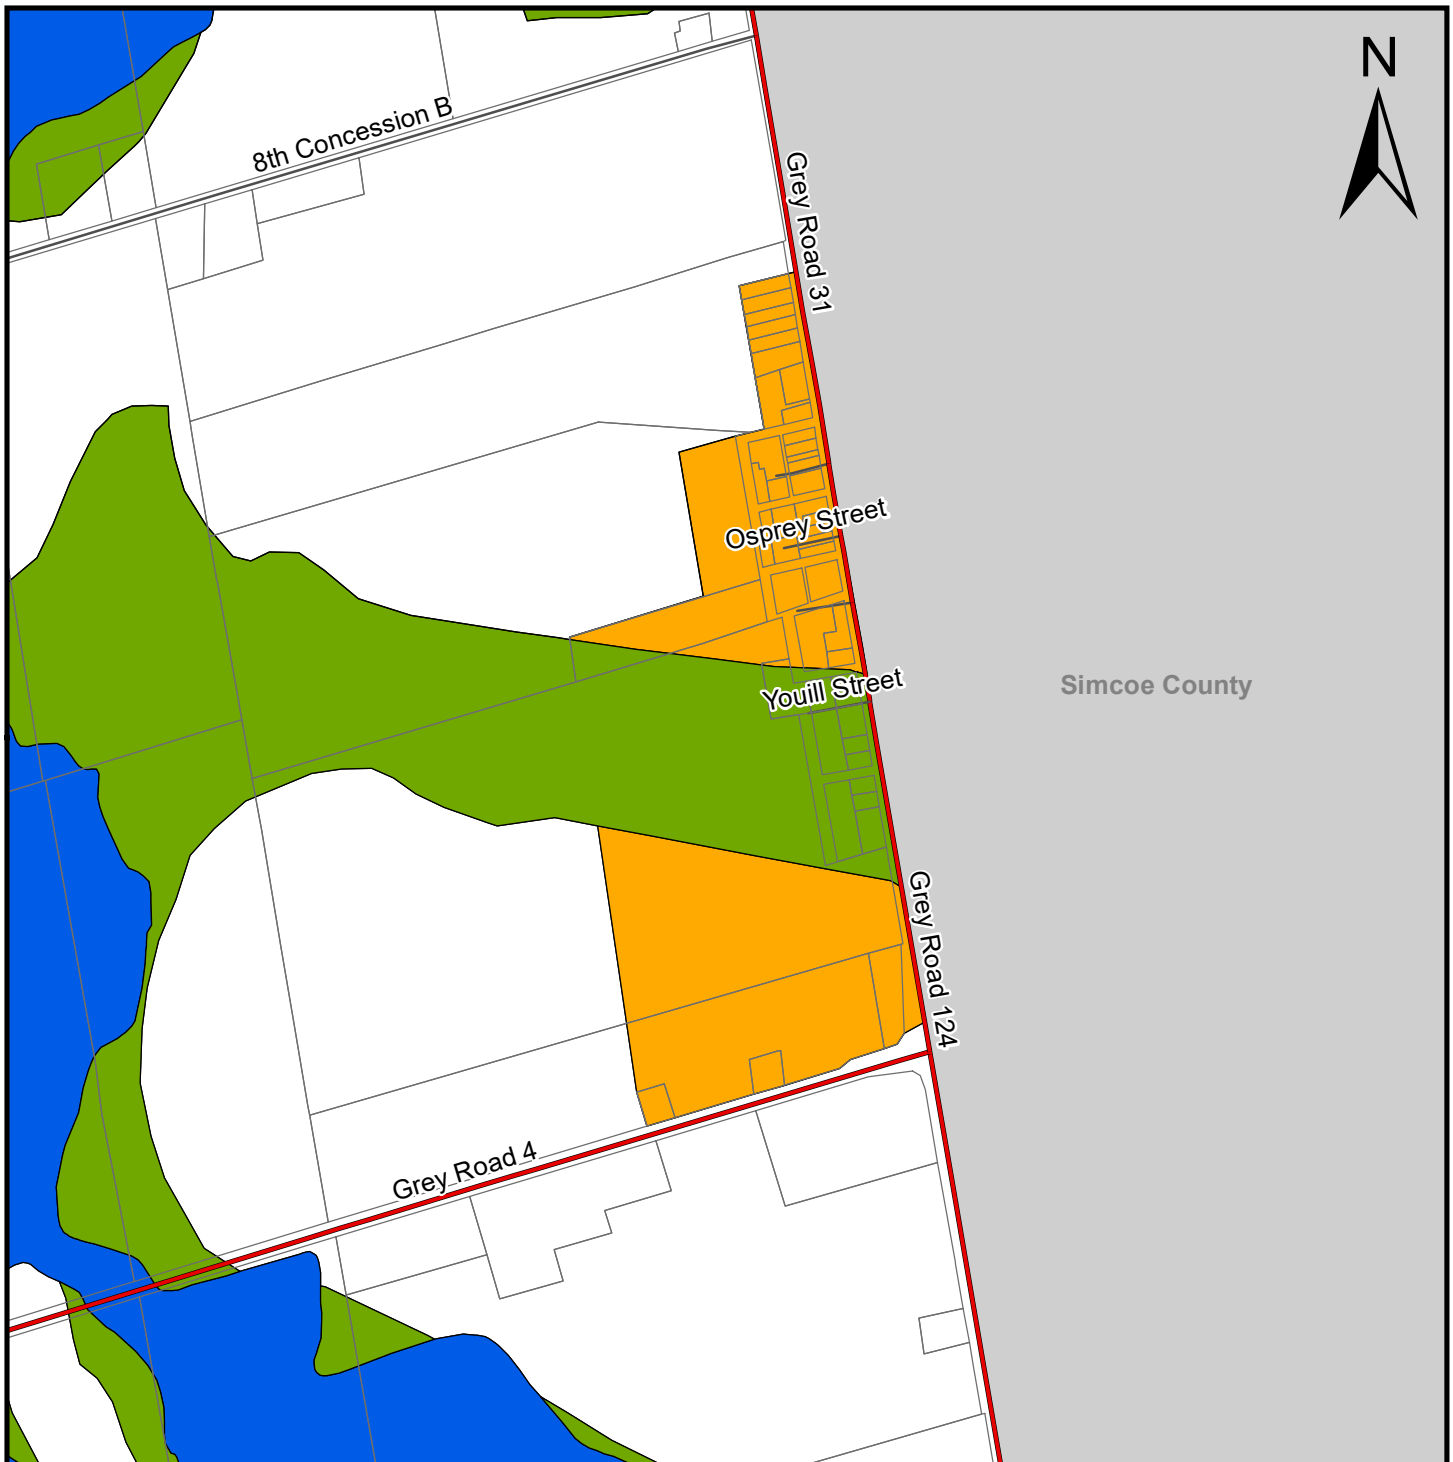 N
8th Concession B
Grey Road 31
Osprey Street
Simcoe County
Youill Street
Grey Road 124
Grey Road 4